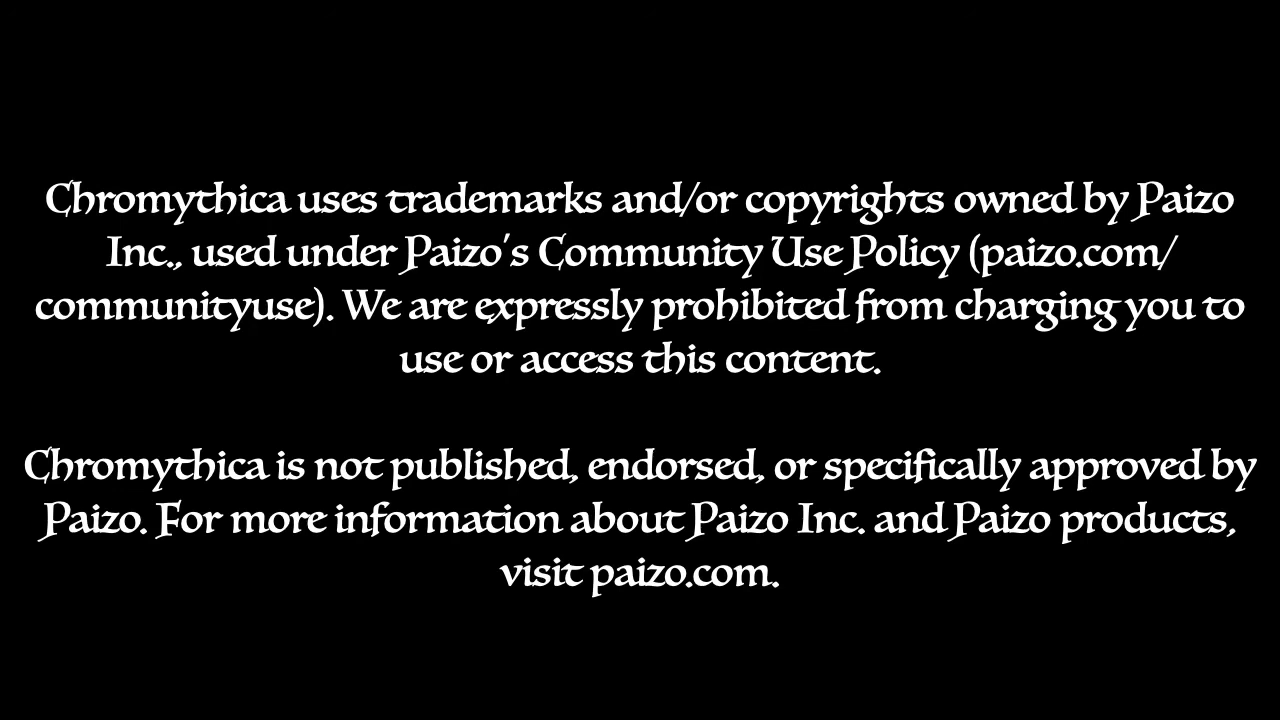 Chromythica uses trademarks and/or copyrights owned by Paizo
Inc., used under Paizo's Community Use Policy (paizo.com/
communityuse). We are expressly prohibited from charging you to
use or access this content.
Chromythica is not published, endorsed, or specifically approved by
Paizo. For more information about Paizo Inc. and Paizo products,
visit paizo.com.